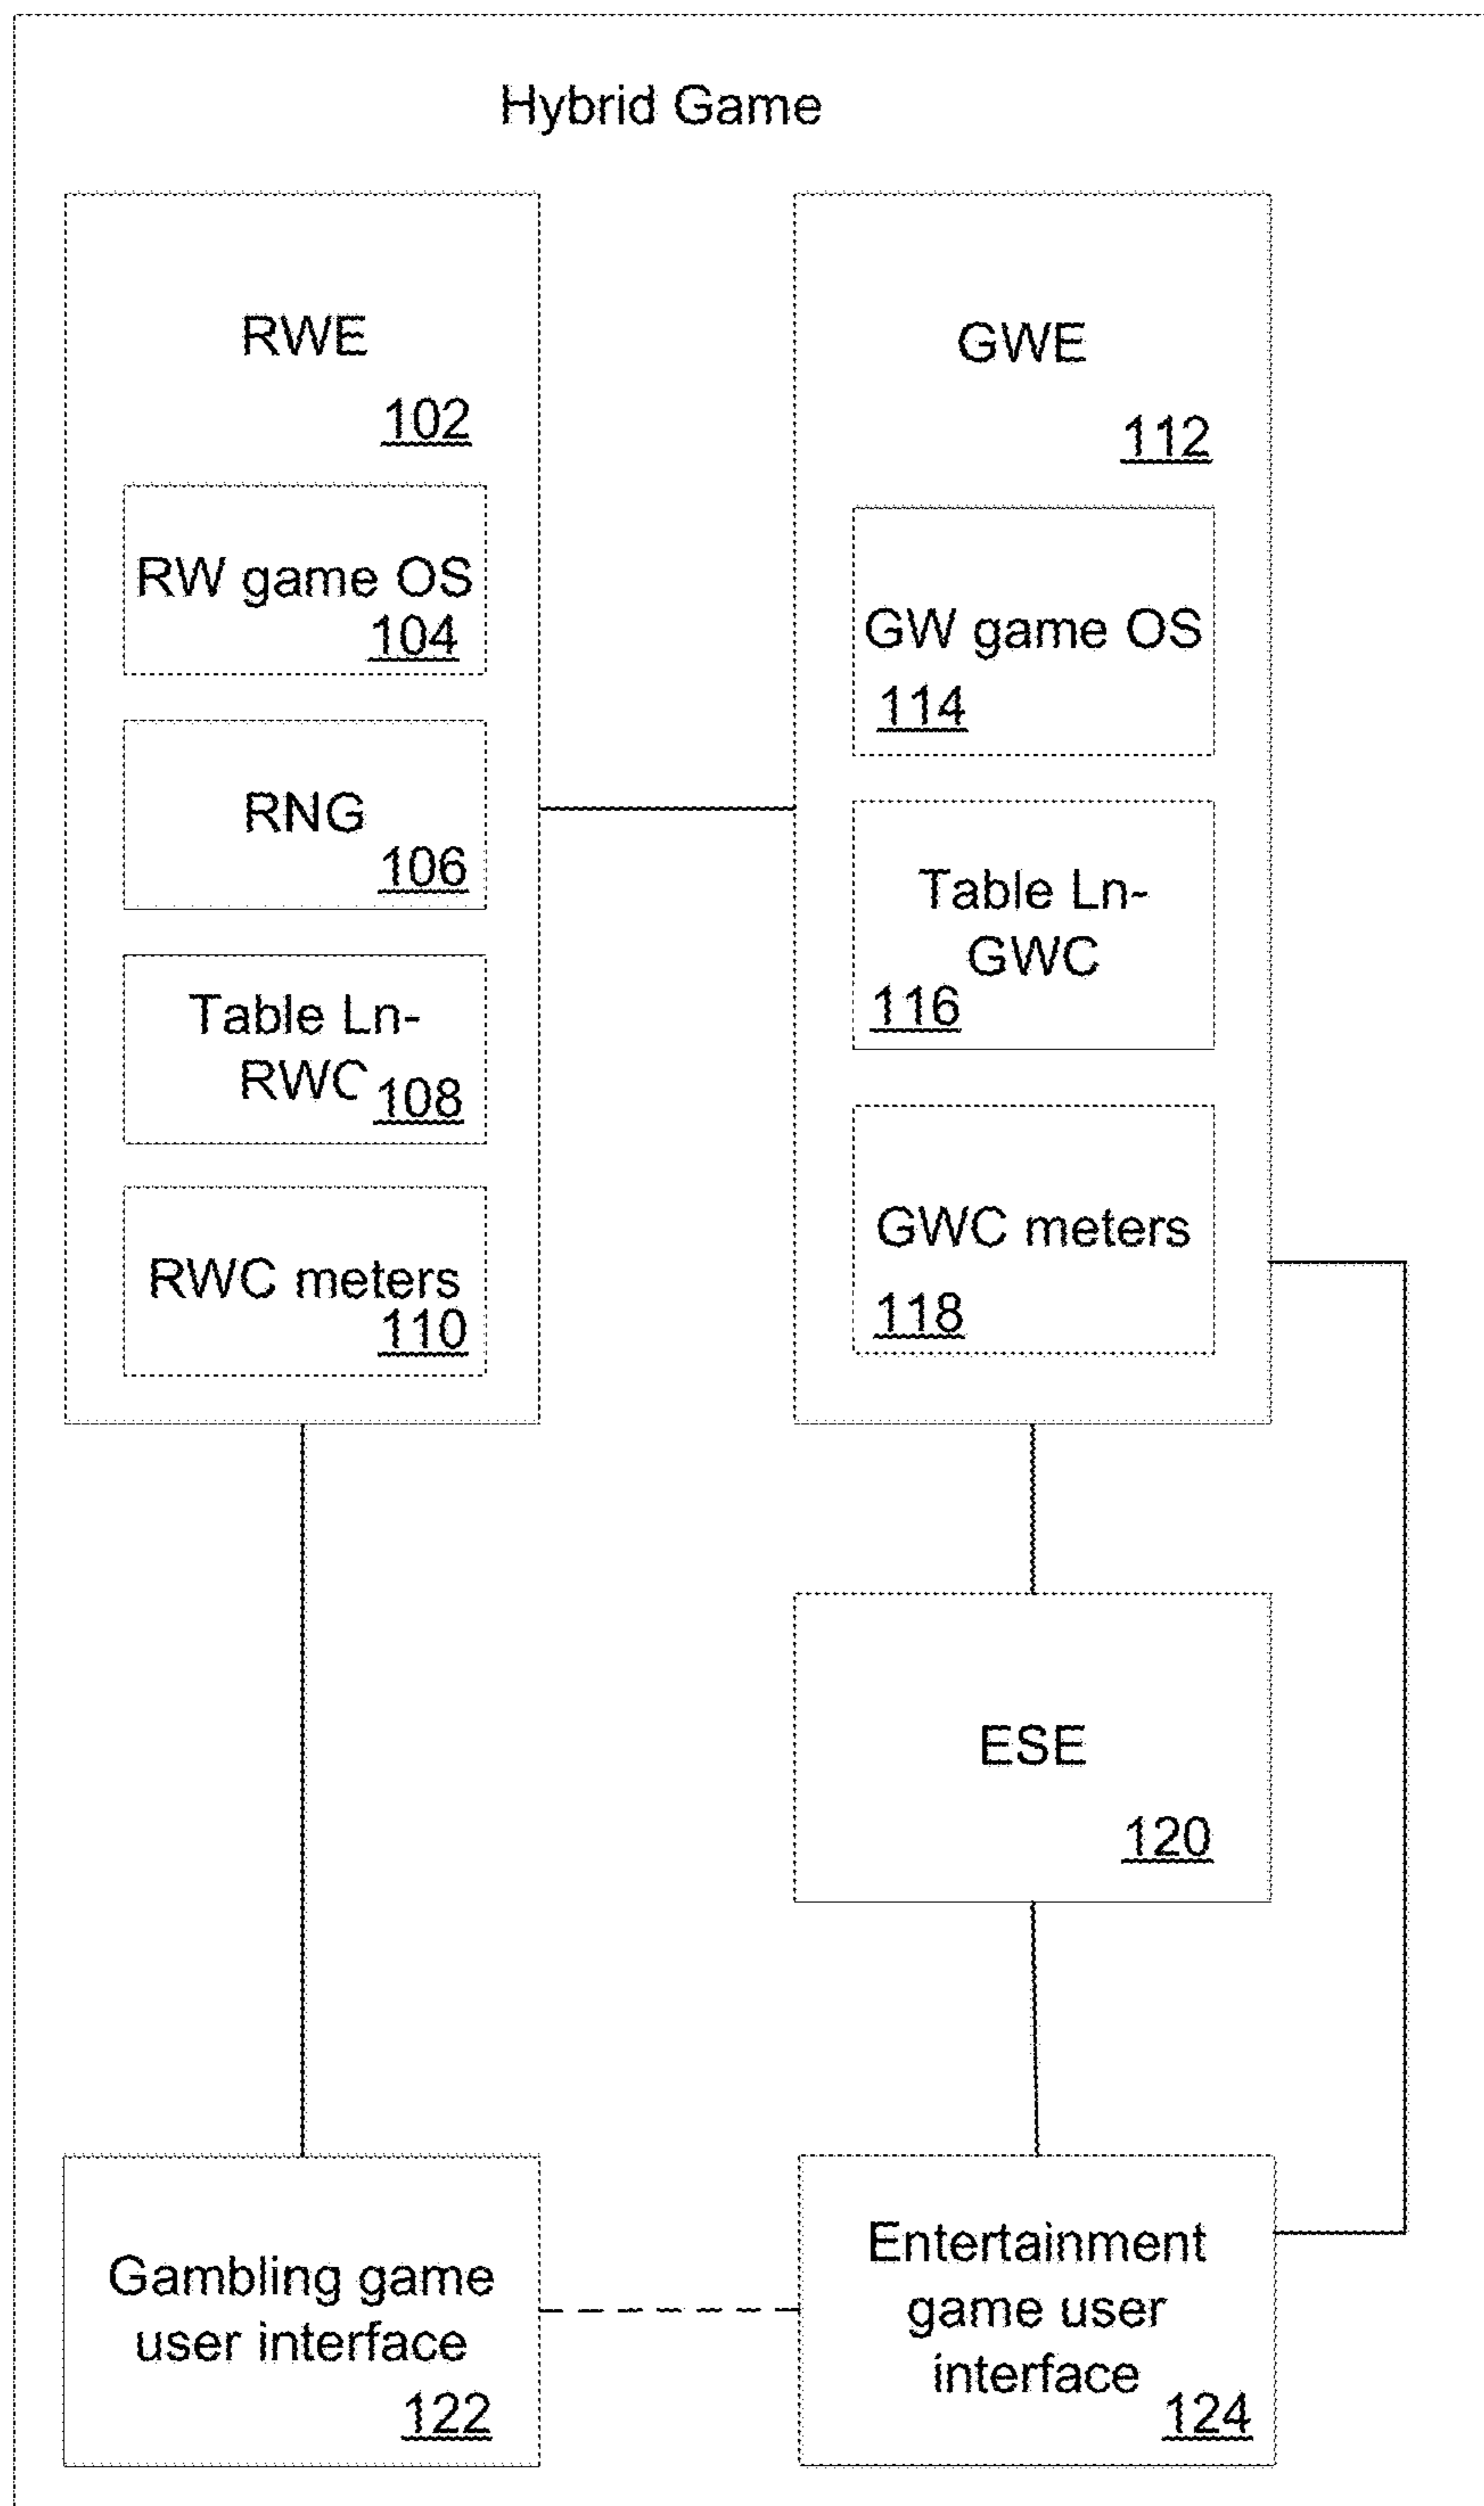 Hybrid Game
RWE
102
RW game OS
104
RNG
106
Table Ln-
RWC
108
RWC meters
110
GWE
112
GW game OS
114
Table Ln-
GWC
116
GWC meters
118
ESE
120
Gambling game
user interface
122
Entertainment
game user
interface
124